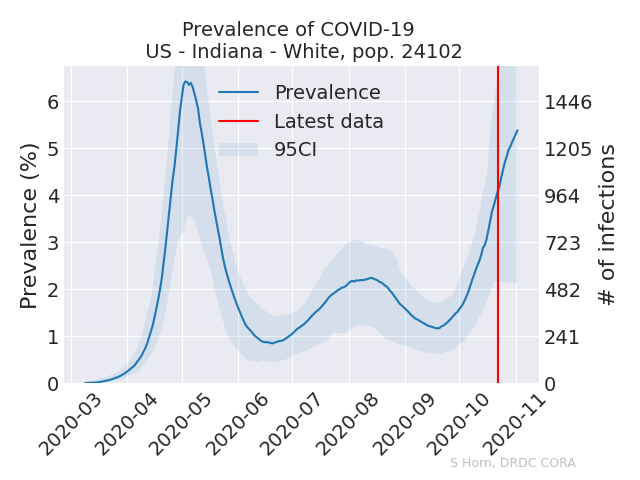 Prevalence of COVID-19
US - Indiana - White, pop. 24102
Prevalence
Latest data
95CI
Prevalence (%)
6
5
4
3
2
1
0
1446
1205
964
723
482
241
0
# of infections
2020-03
2020-04
2020-05
2020-06
2020-07
2020-08
2020-09
2020-10
2020-11
S Horn, DRDC CORA